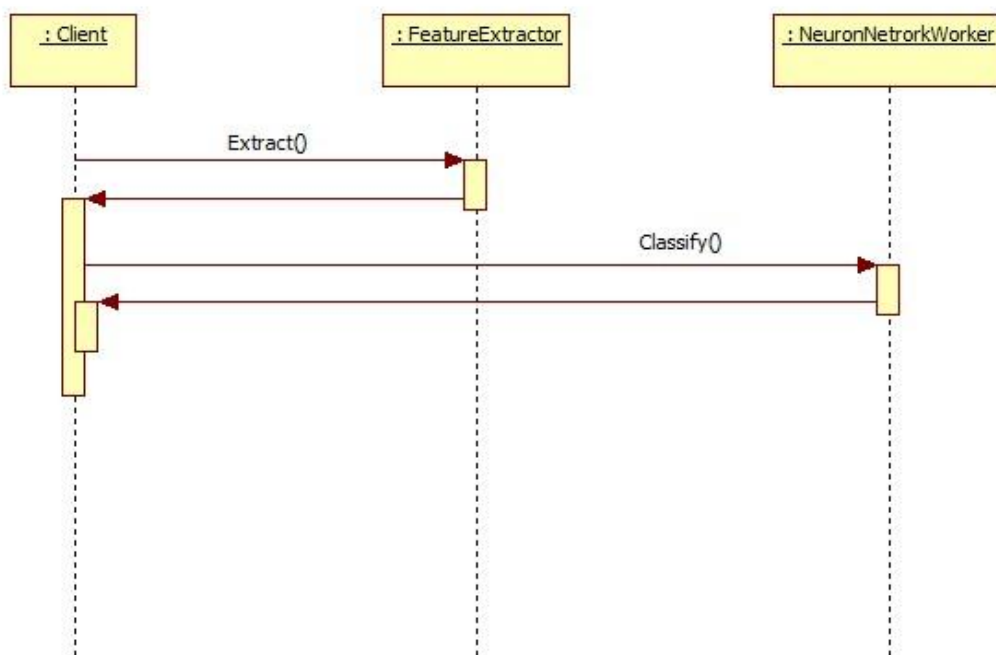 : Client
: FeatureExtractor
: NeuronNetrorkWorker
Extract()
Classify()